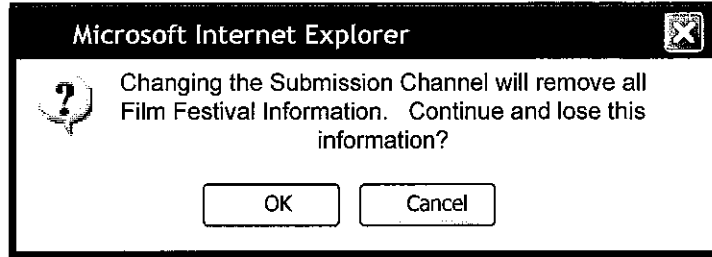 Microsoft Internet Explorer
Changing the Submission Channel will remove all
Film Festival Information. Continue and lose this
information?
OK
Cancel